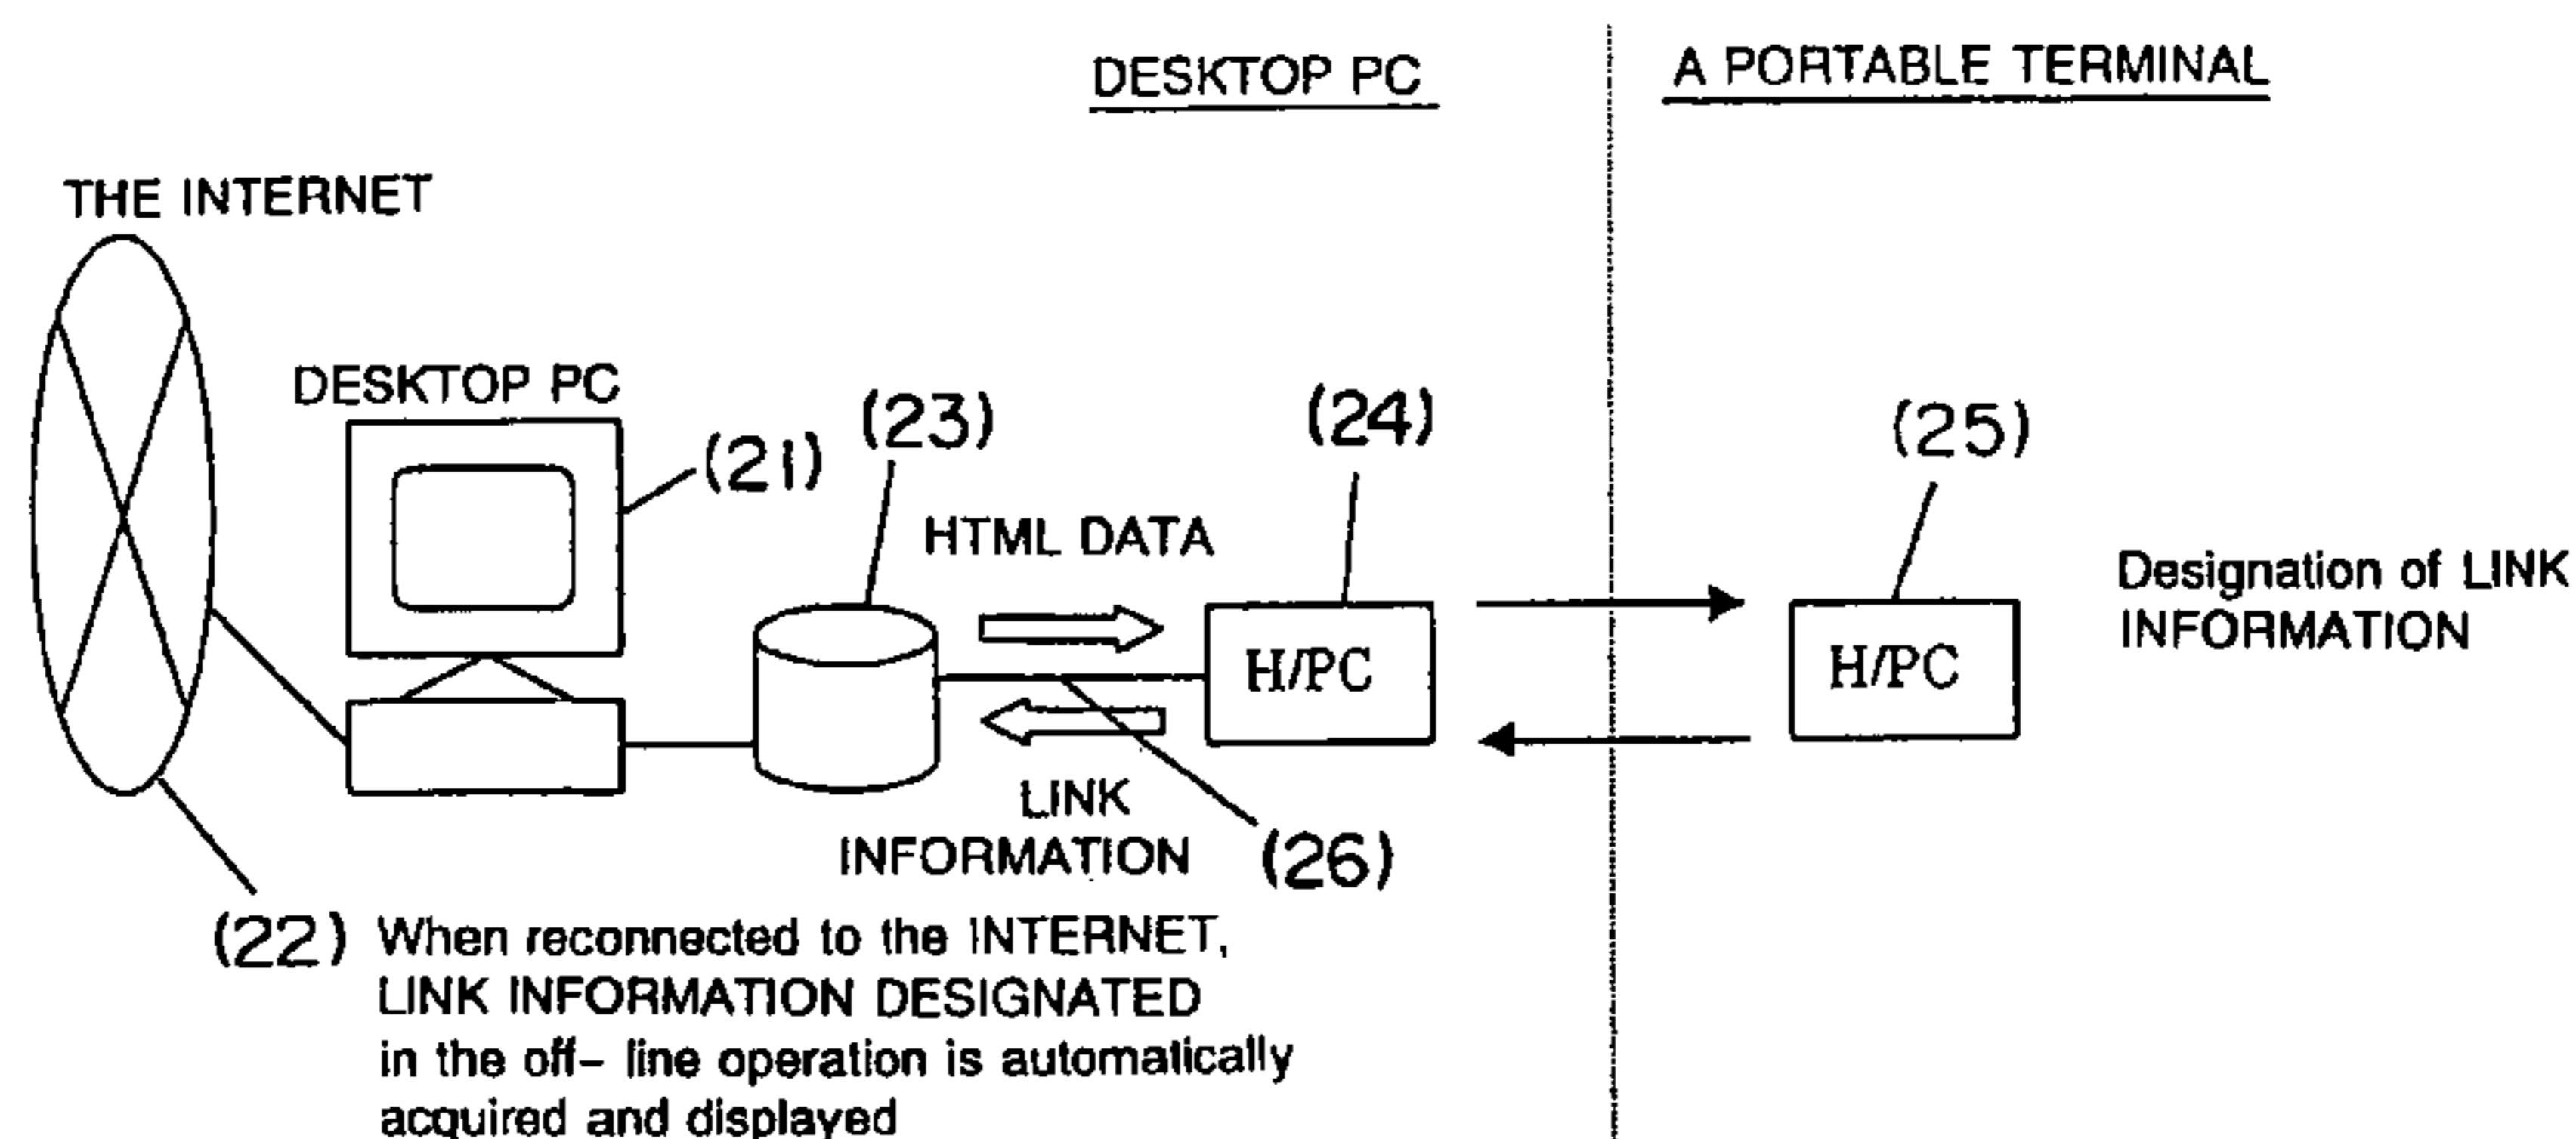 DESKTOP PC
A PORTABLE TERMINAL
THE INTERNET
DESKTOP PC
(21)
(23)
(24)
(25)
HTML DATA
H/PC
H/PC
Designation of LINK
INFORMATION
LINK
INFORMATION
(26)
(22)
When reconnected to the INTERNET,
LINK INFORMATION DESIGNATED
in the off- line operation is automatically
acquired and displayed